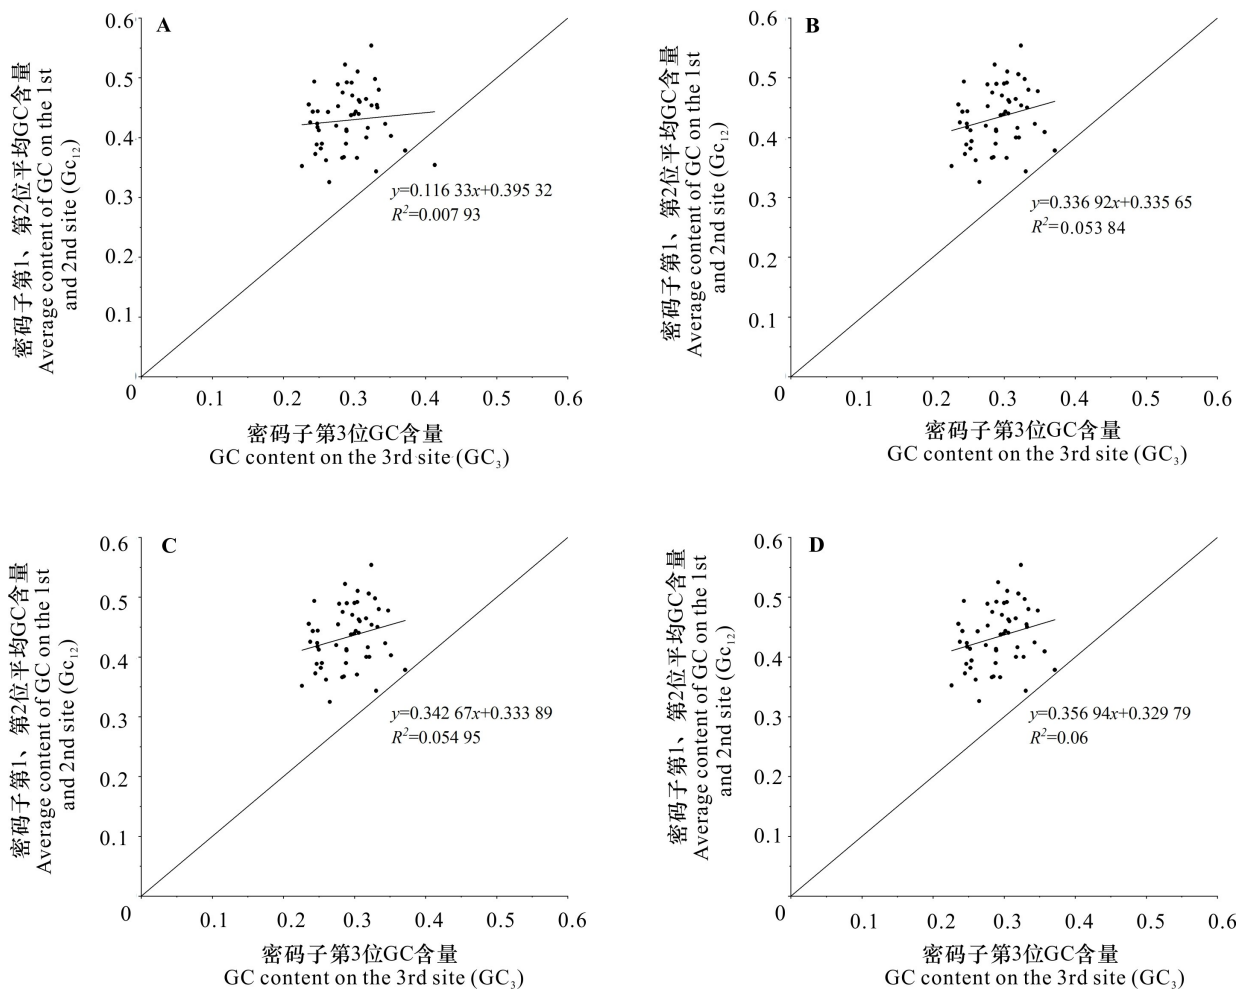 A
密码子第1、第2位平均GC含量
Average content of GC on the 1st
and 2nd site (Gc12)
0.6
0.5
0.4
0.3
0.2
0.1
0
y=0.116 33x+0.395 32
R²=0.007 93
0.1 0.2 0.3 0.4 0.5 0.6
密码子第3位GC含量
GC content on the 3rd site (GC3)
B
密码子第1、第2位平均GC含量
Average content of GC on the 1st
and 2nd site (Gc12)
0.6
0.5
0.4
0.3
0.2
0.1
0
y=0.336 92x+0.335 65
R²=0.053 84
0.1 0.2 0.3 0.4 0.5 0.6
密码子第3位GC含量
GC content on the 3rd site (GC3)
C
密码子第1、第2位平均GC含量
Average content of GC on the 1st
and 2nd site (Gc12)
0.6
0.5
0.4
0.3
0.2
0.1
0
y=0.342 67x+0.333 89
R²=0.054 95
0.1 0.2 0.3 0.4 0.5 0.6
密码子第3位GC含量
GC content on the 3rd site (GC3)
D
密码子第1、第2位平均GC含量
Average content of GC on the 1st
and 2nd site (Gc12)
0.6
0.5
0.4
0.3
0.2
0.1
0
y=0.356 94x+0.329 79
R²=0.06
0.1 0.2 0.3 0.4 0.5 0.6
密码子第3位GC含量
GC content on the 3rd site (GC3)